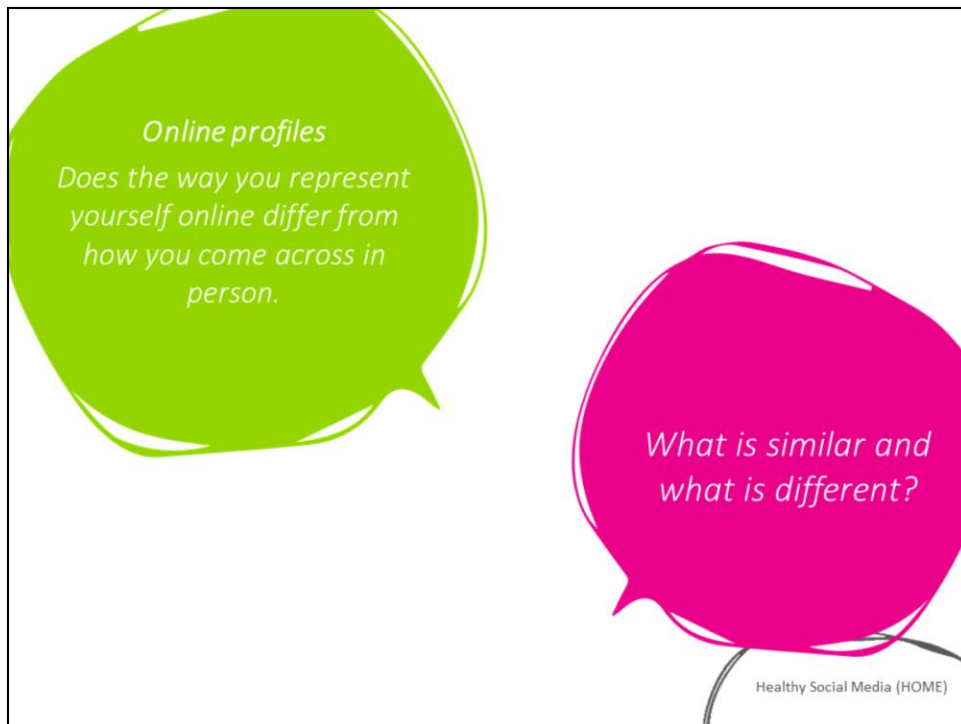 Online profiles
Does the way you represent
yourself online differ from
how you come across in
person.
What is similar and
what is different?
Healthy Social Media (HOME)